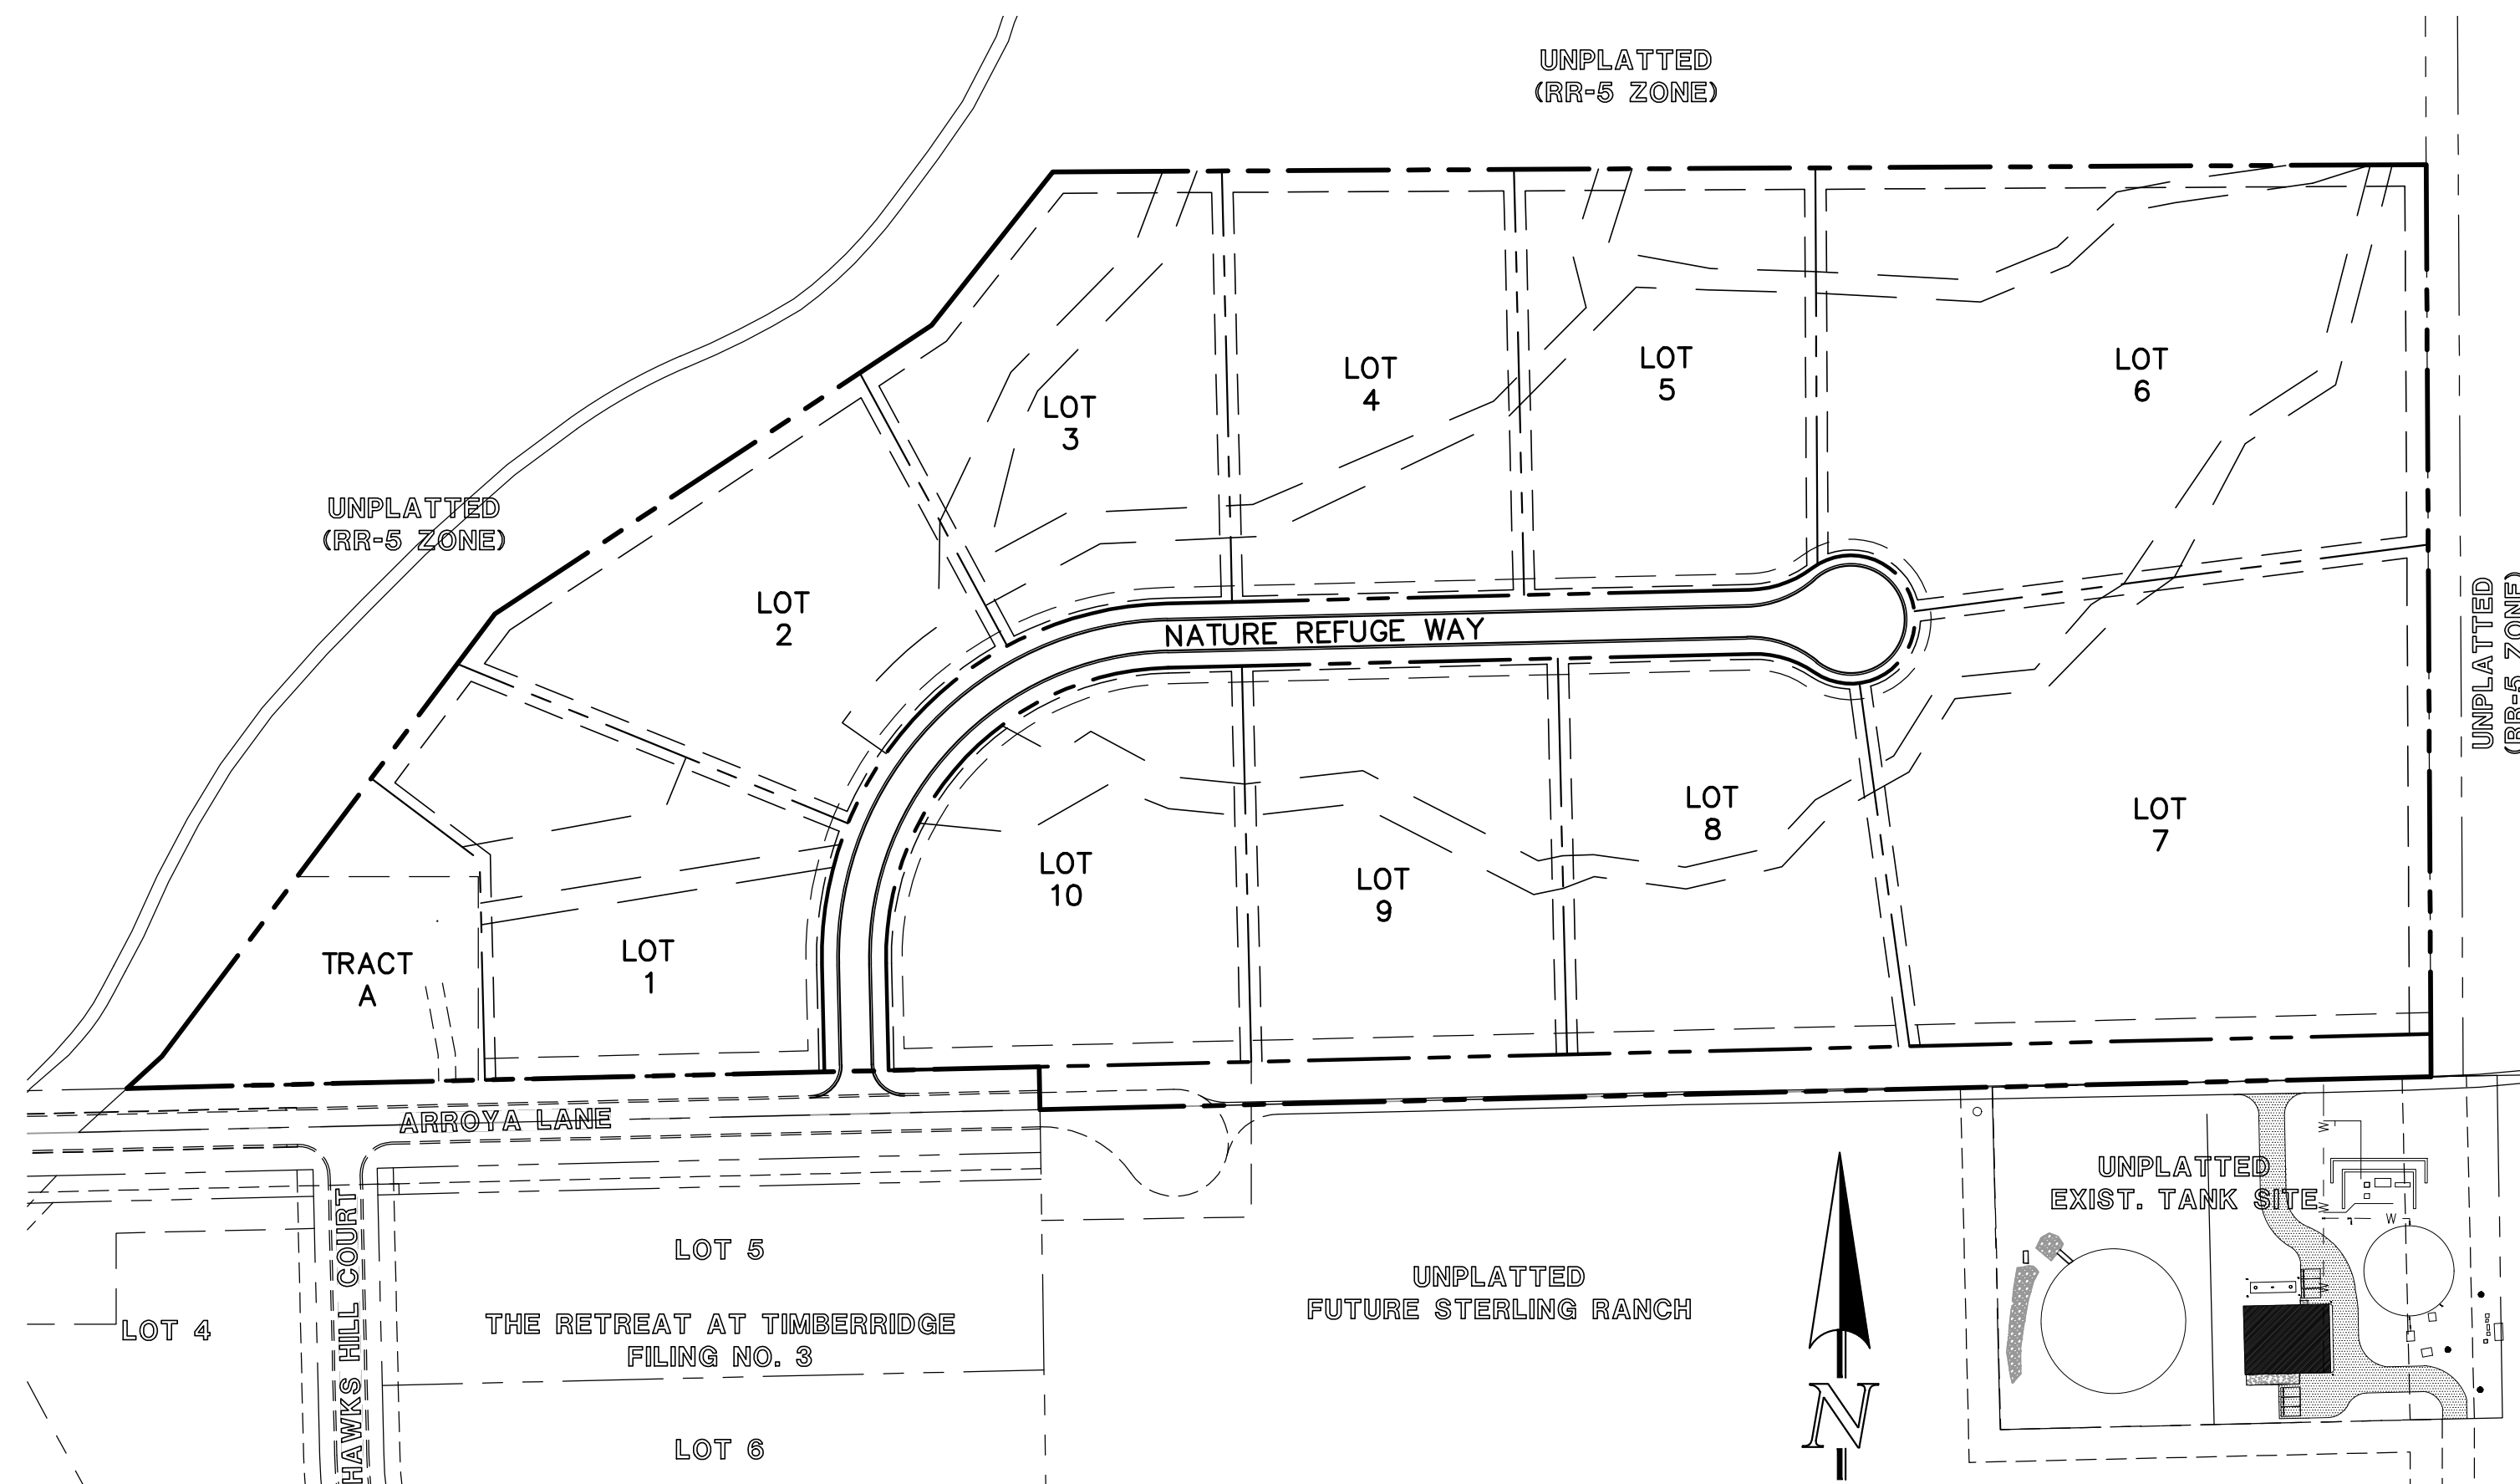 UNPLATTED
(RR-5 ZONE)
UNPLATTED
(RR-5 ZONE)
LOT
3
LOT
4
LOT
5
LOT
6
LOT
2
NATURE REFUGE WAY
UNPLATTED
(RR-5 ZONE)
LOT
1
LOT
10
LOT
9
LOT
8
LOT
7
TRACT
A
ARROYA LANE
HAWKS HILL COURT
LOT 4
LOT 5
THE RETREAT AT TIMBERRIDGE
FILING NO. 3
LOT 6
UNPLATTED
FUTURE STERLING RANCH
N
UNPLATTED
EXIST. TANK SITE
W
W
W
W